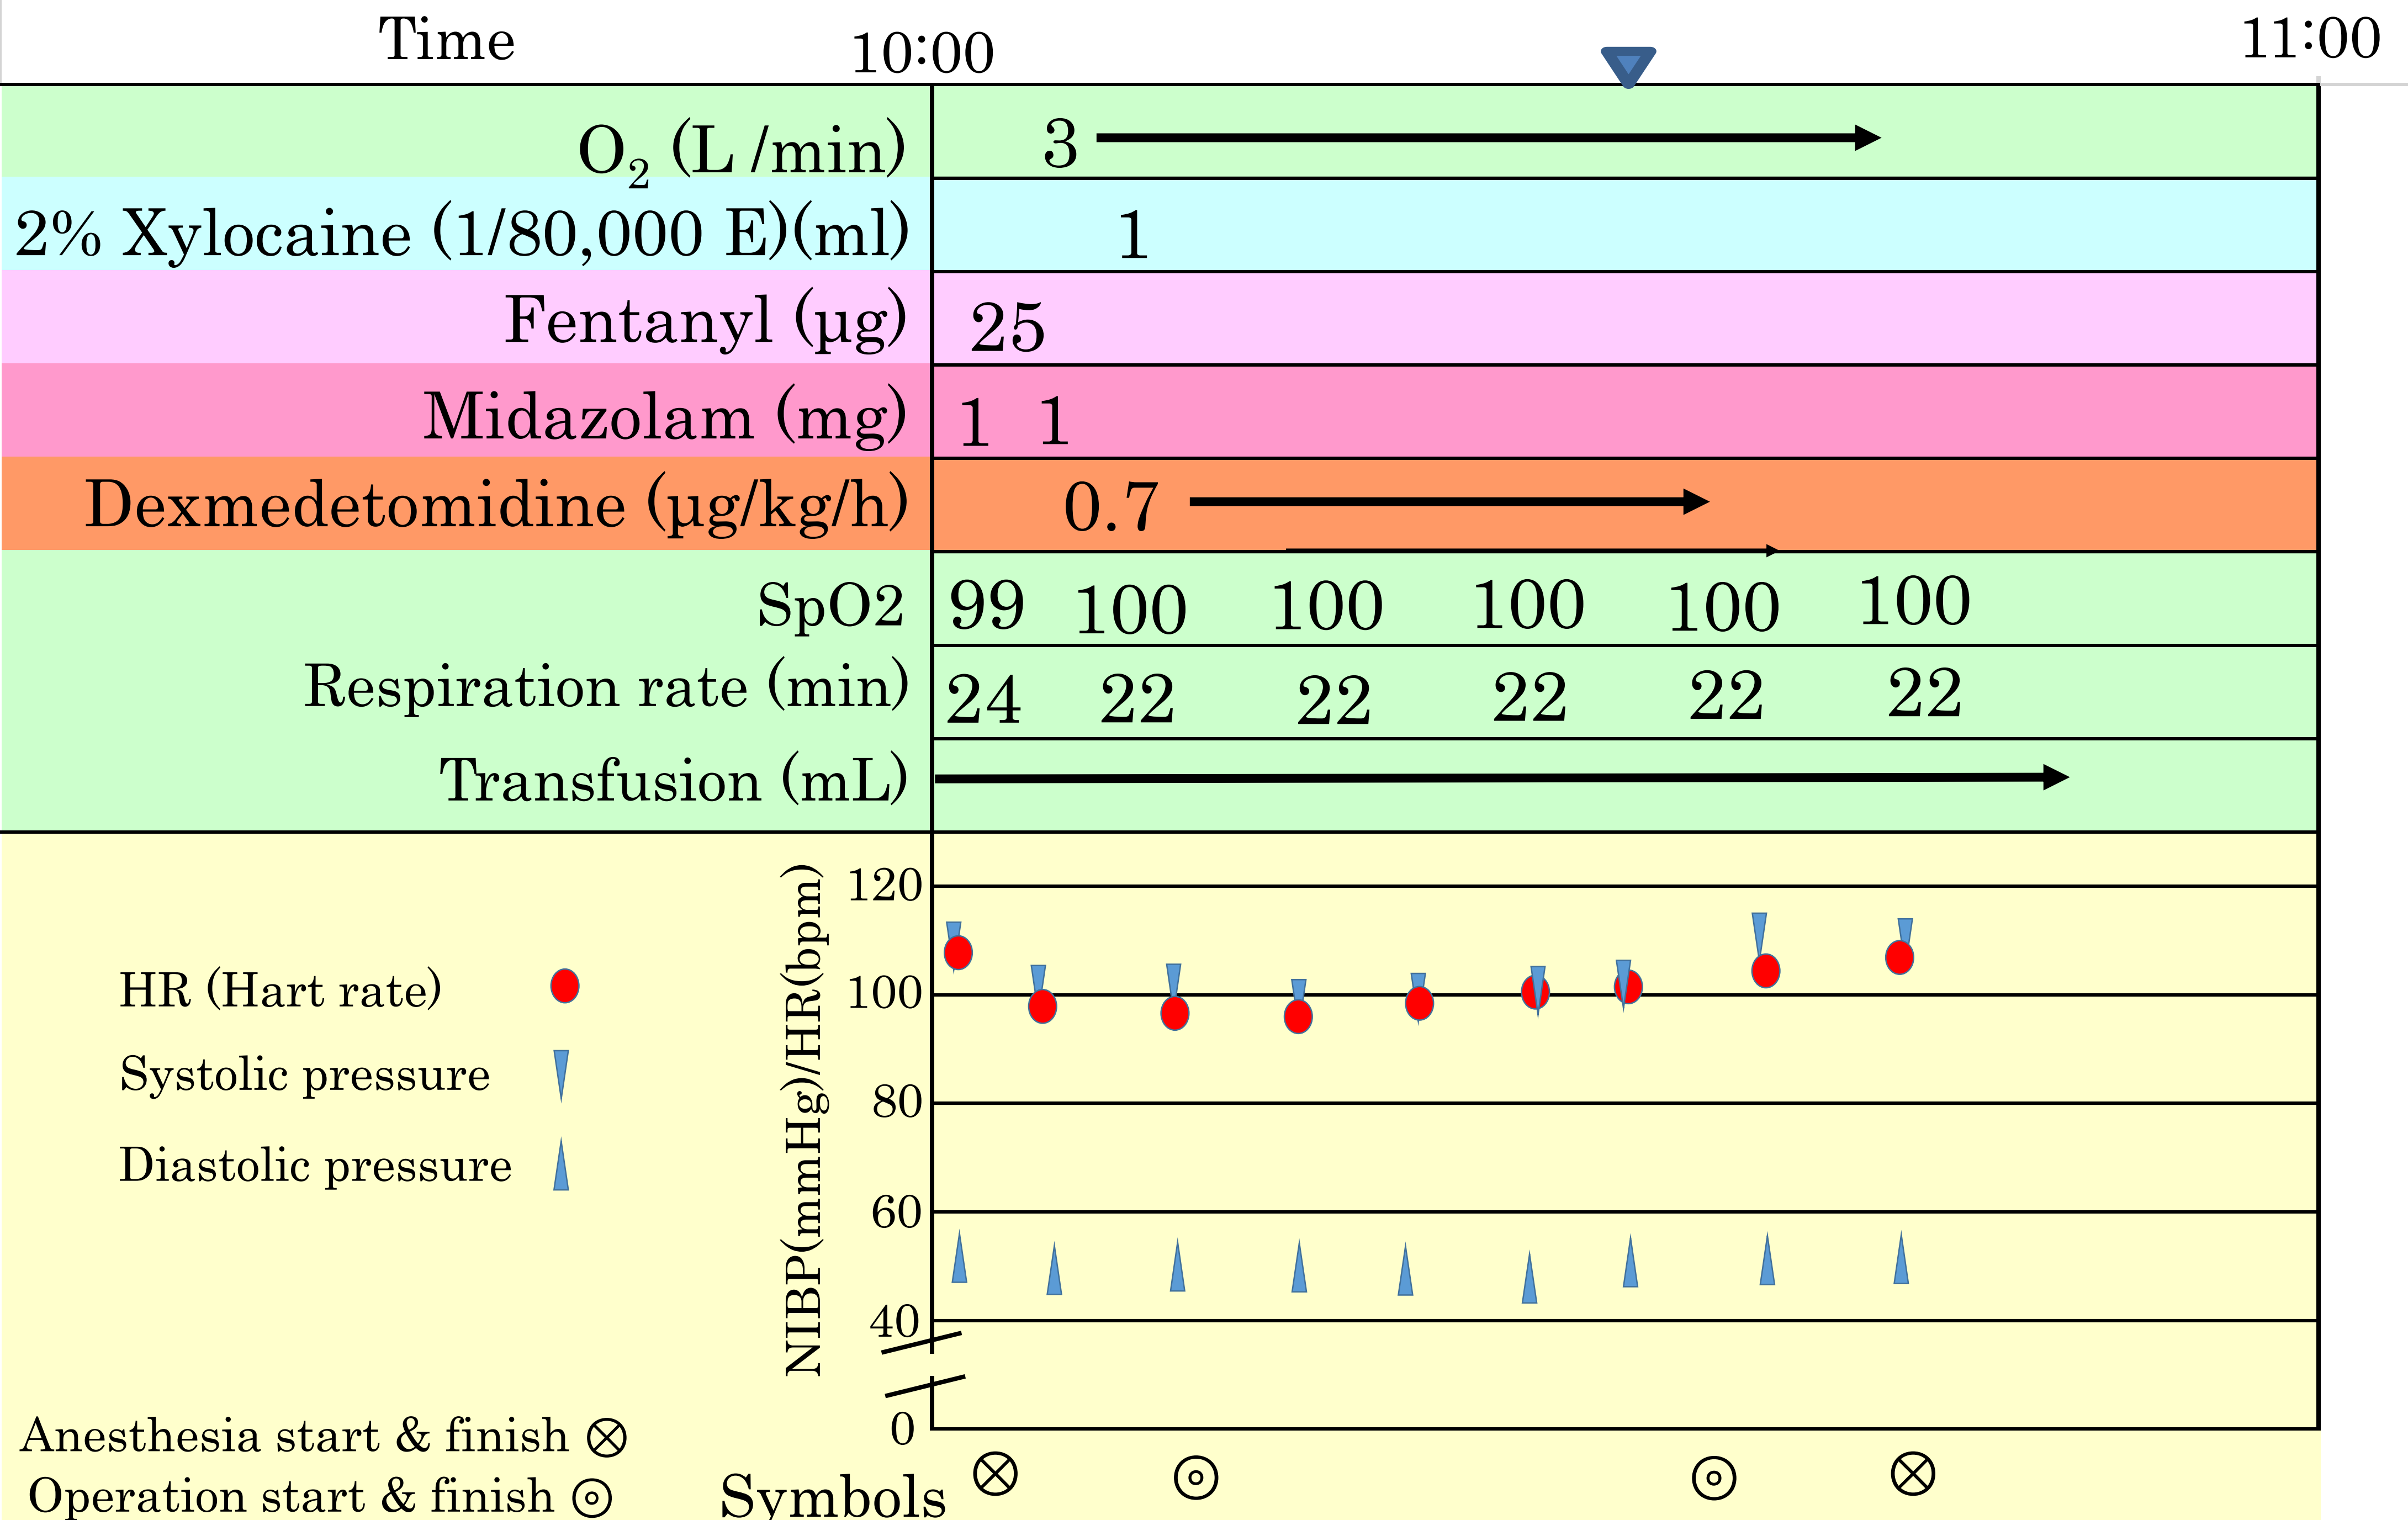 Time 10:00 11:00
O2 (L /min) 3
2% Xylocaine (1/80,000 E)(ml) 1
Fentanyl (µg) 25
Midazolam (mg) 1 1
Dexmedetomidine (µg/kg/h) 0.7
SpO2 99 100 100 100 100 100
Respiration rate (min) 24 22 22 22 22 22
Transfusion (mL)
NIBP(mmHg)/HR(bpm)
120
100
80
60
40
0
HR (Hart rate)
Systolic pressure
Diastolic pressure
Anesthesia start & finish ⊗
Operation start & finish ⊚
Symbols ⊗ ⊚ ⊚ ⊗